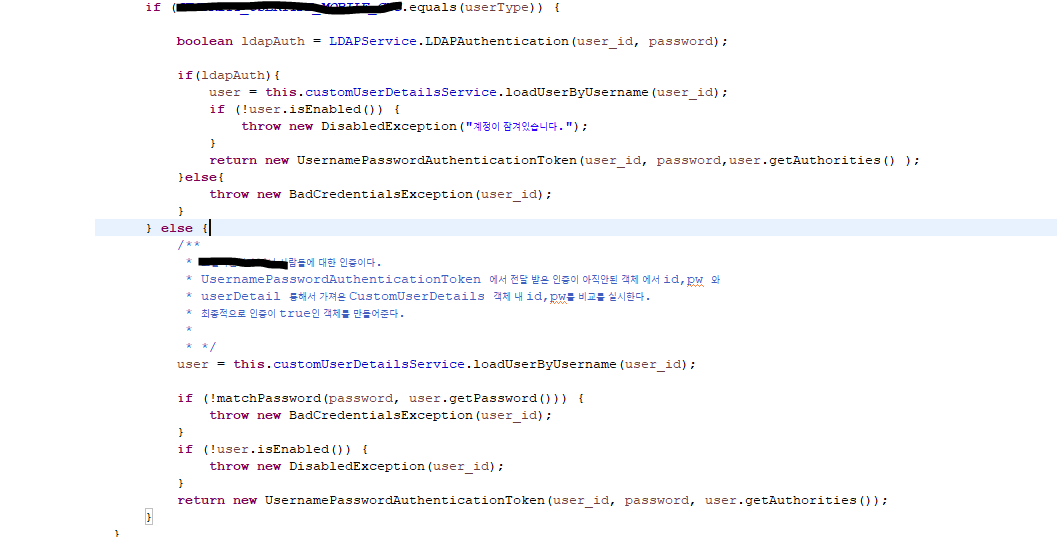 if (.equals(userType)) {
boolean ldapAuth = LDAPService.LDAPAuthentication(user_id, password);
if(ldapAuth){
user = this.customUserDetailsService.loadUserByUsername(user_id);
if (!user.isEnabled()) {
throw new DisabledException("계정이 잠겨있습니다.");
}
return new UsernamePasswordAuthenticationToken(user_id, password,user.getAuthorities() );
}else{
throw new BadCredentialsException(user_id);
}
} else {
/**
* 사람들에 대한 인증이다.
* UsernamePasswordAuthenticationToken 에서 전달 받은 인증이 아직안된 객체 에서 id,pw 와
* userDetail 통해서 가져온 CustomUserDetails 객체 내 id,pw를 비교를 실시한다.
* 최종적으로 인증이 true인 객체를 만들어준다.
*
* */
user = this.customUserDetailsService.loadUserByUsername(user_id);
if (!matchPassword(password, user.getPassword())) {
throw new BadCredentialsException(user_id);
}
if (!user.isEnabled()) {
throw new DisabledException(user_id);
}
return new UsernamePasswordAuthenticationToken(user_id, password, user.getAuthorities());
}
}